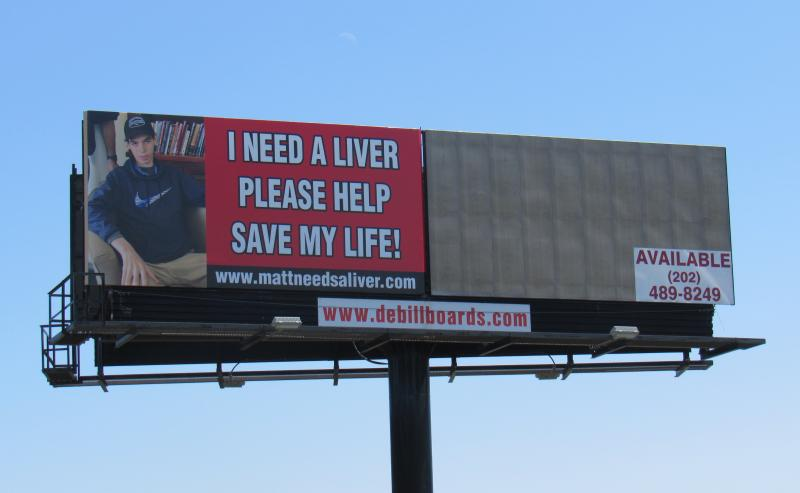 I NEED A LIVER
PLEASE HELP
SAVE MY LIFE!
www.mattneedsaliver.com
AVAILABLE
(202)
489-8249
www.debillboards.com